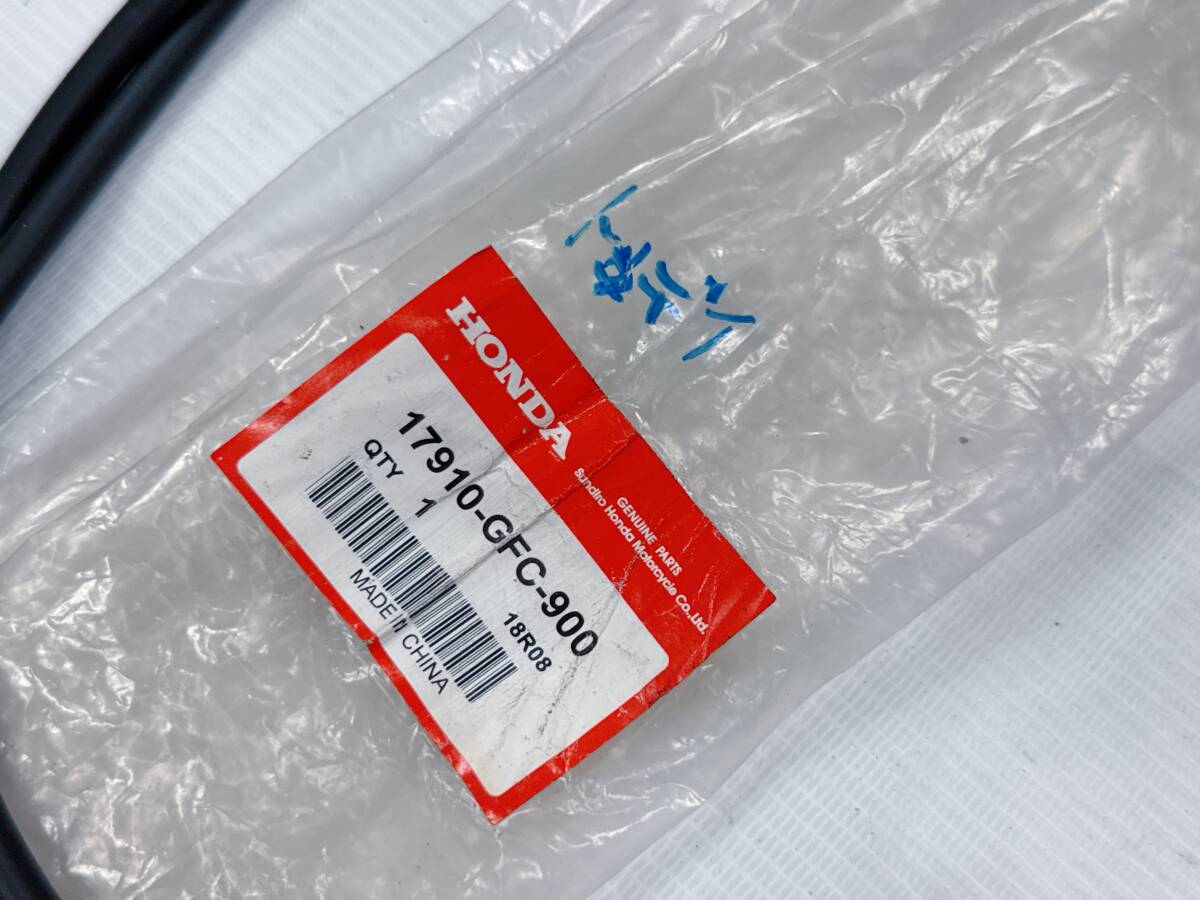 HONDA
GENUINE PARTS
Sundiro Honda Motorcycle Co.,Ltd.
17910-GFC-900
QTY 1
18R08
MADE IN CHINA